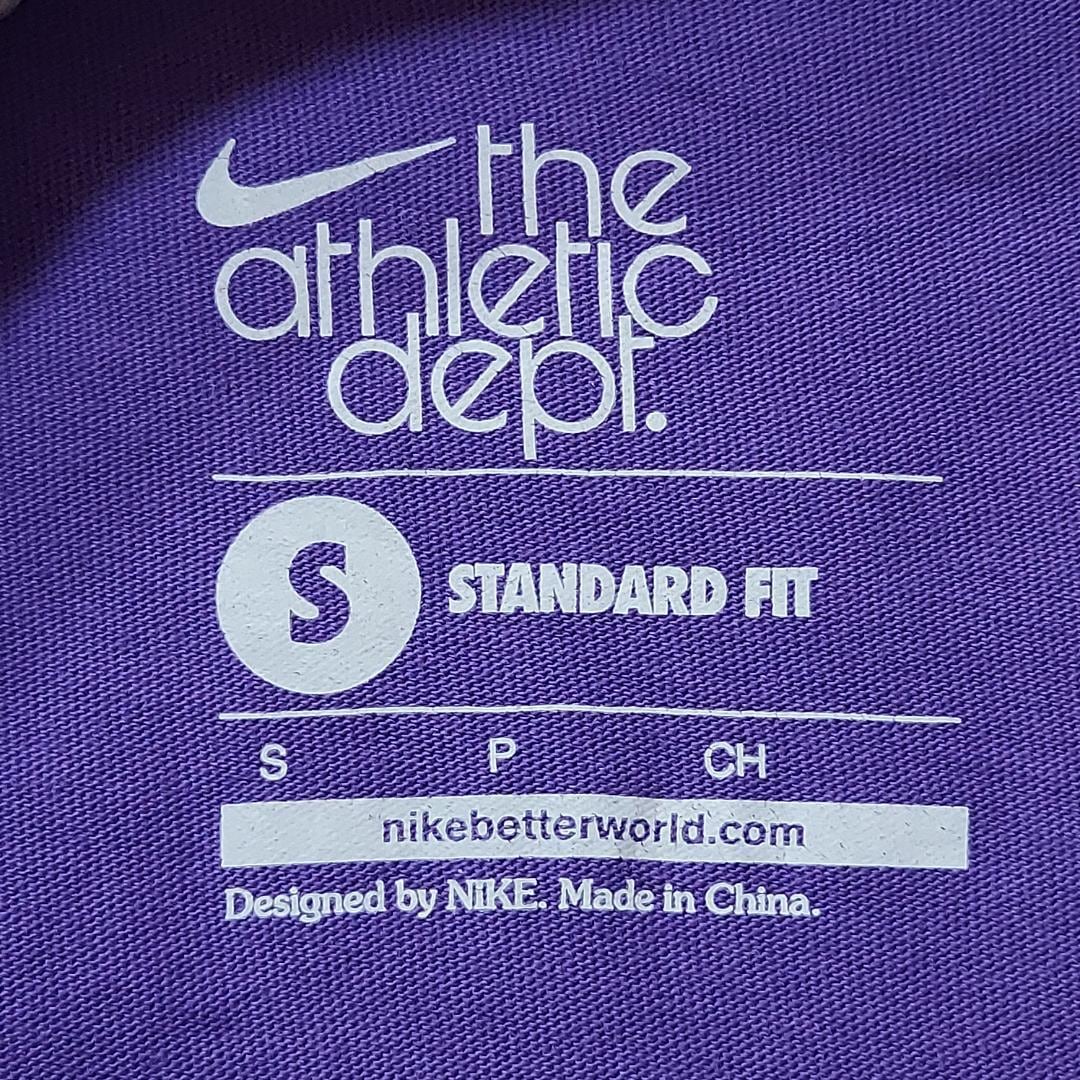 the
athletic
dept.
S STANDARD FIT
S P CH
nikebetterworld.com
Designed by NIKE. Made in China.